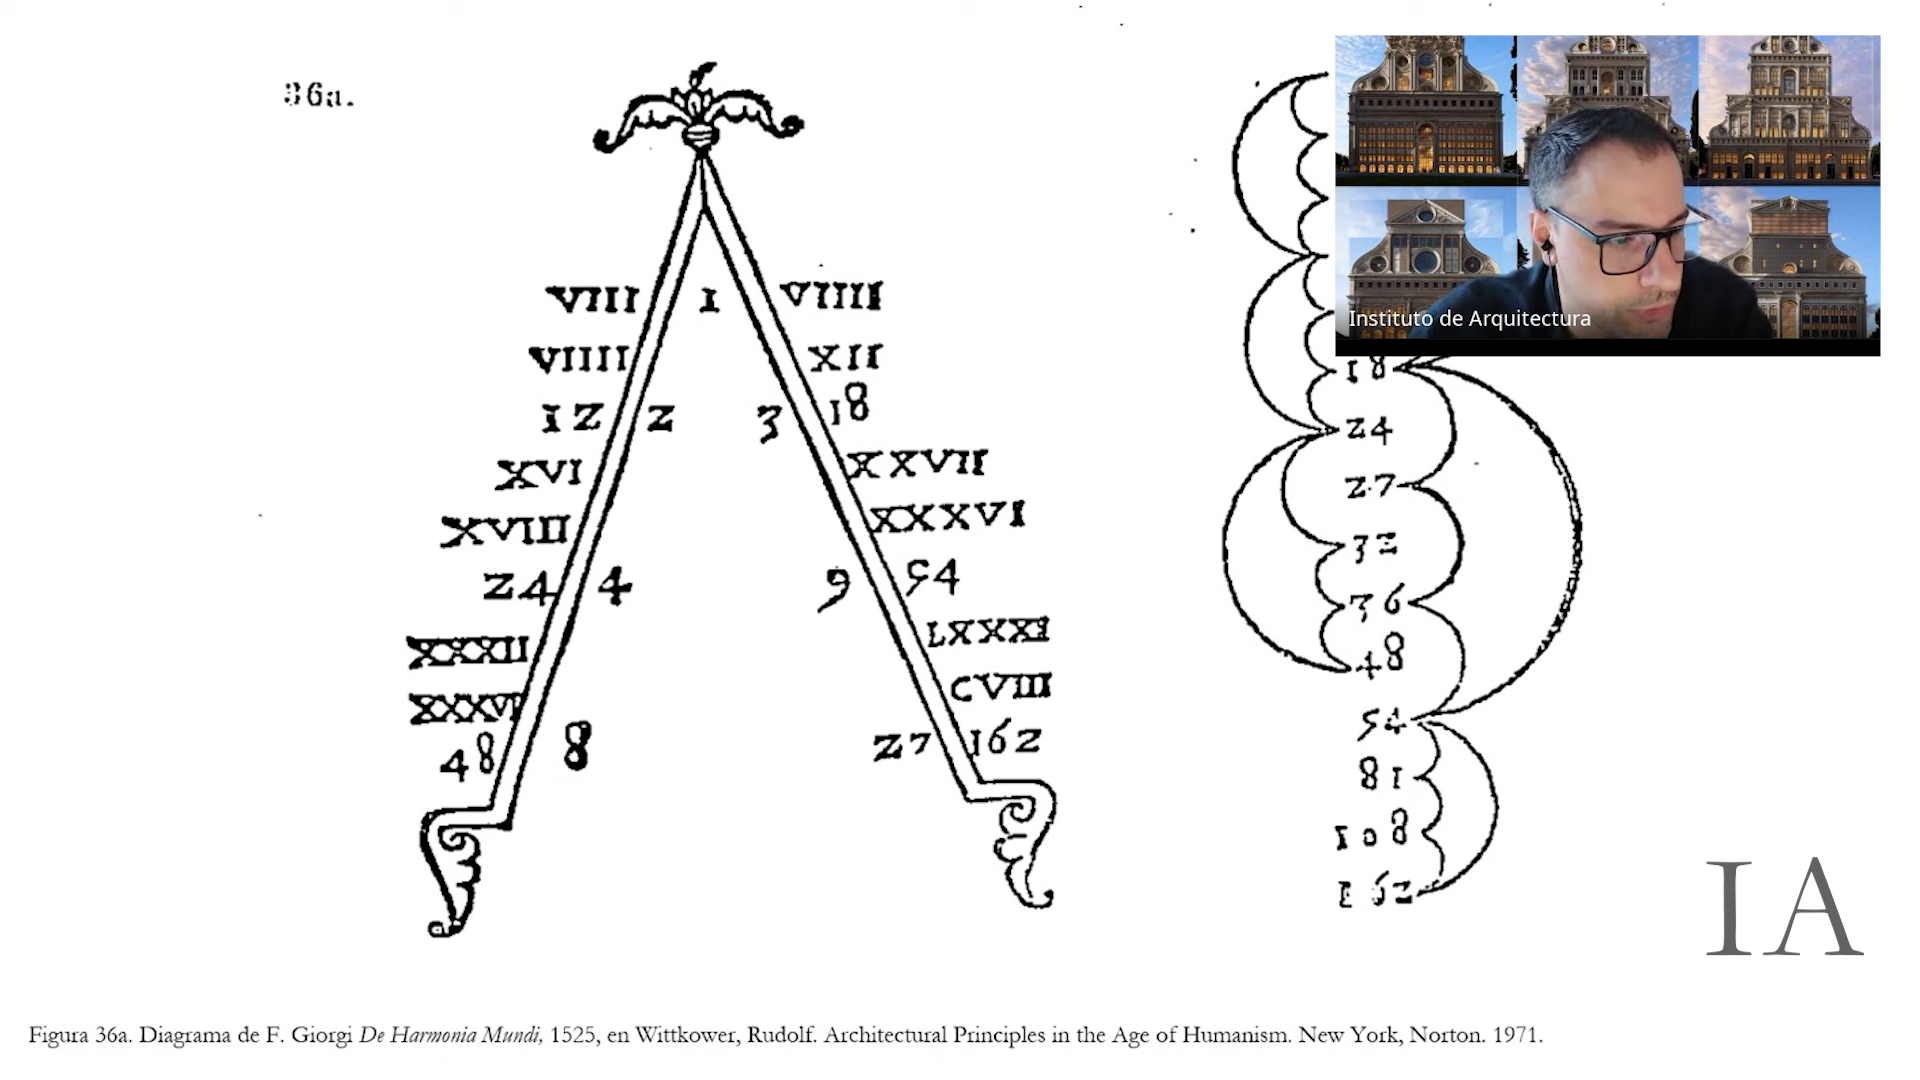 36a.
VIII I VIIII
VIIII XII
12 2 3 18
XVI XXVII
XVIII XXXVI
24 4 9 54
XXXII LXXXI
XXXVI CVIII
48 8 27 162
Instituto de Arquitectura
18
24
27
32
36
48
54
81
108
162
IA
Figura 36a. Diagrama de F. Giorgi De Harmonia Mundi, 1525, en Wittkower, Rudolf. Architectural Principles in the Age of Humanism. New York, Norton. 1971.